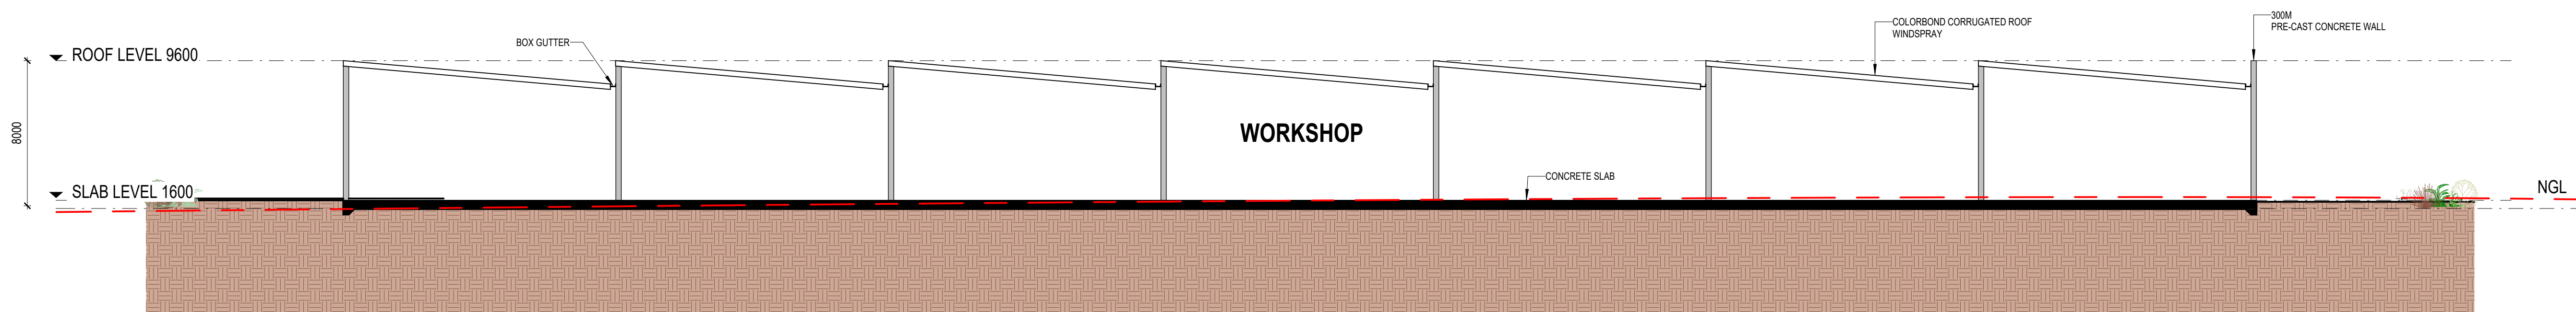 300M
PRE-CAST CONCRETE WALL
COLORBOND CORRUGATED ROOF
WINDSPRAY
BOX GUTTER
ROOF LEVEL 9600
8000
WORKSHOP
CONCRETE SLAB
SLAB LEVEL 1600
NGL